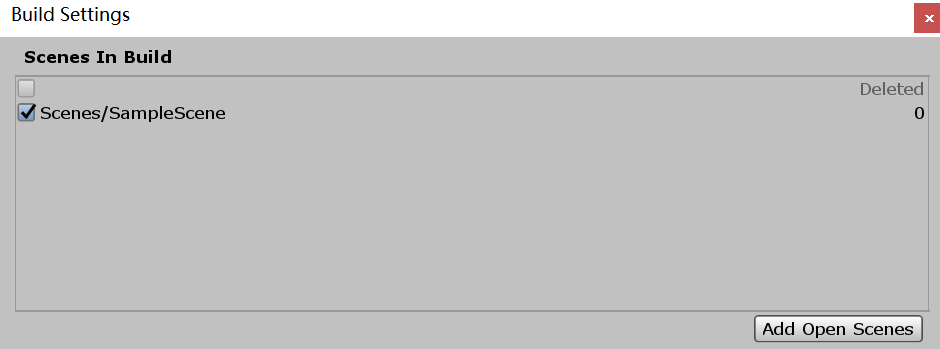 Build Settings
Scenes In Build
Deleted
Scenes/SampleScene 0
Add Open Scenes